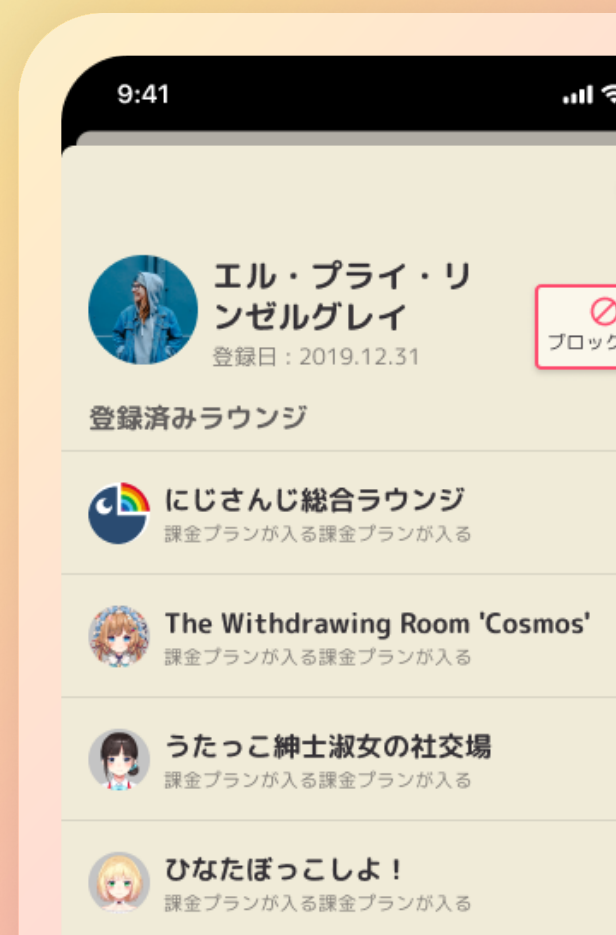 9:41
エル・プライ・リ
ンゼルグレイ
登録日：2019.12.31
ブロック
登録済みラウンジ
にじさんじ総合ラウンジ
課金プランが入る課金プランが入る
The Withdrawing Room 'Cosmos'
課金プランが入る課金プランが入る
うたっこ紳士淑女の社交場
課金プランが入る課金プランが入る
ひなたぼっこしよ！
課金プランが入る課金プランが入る